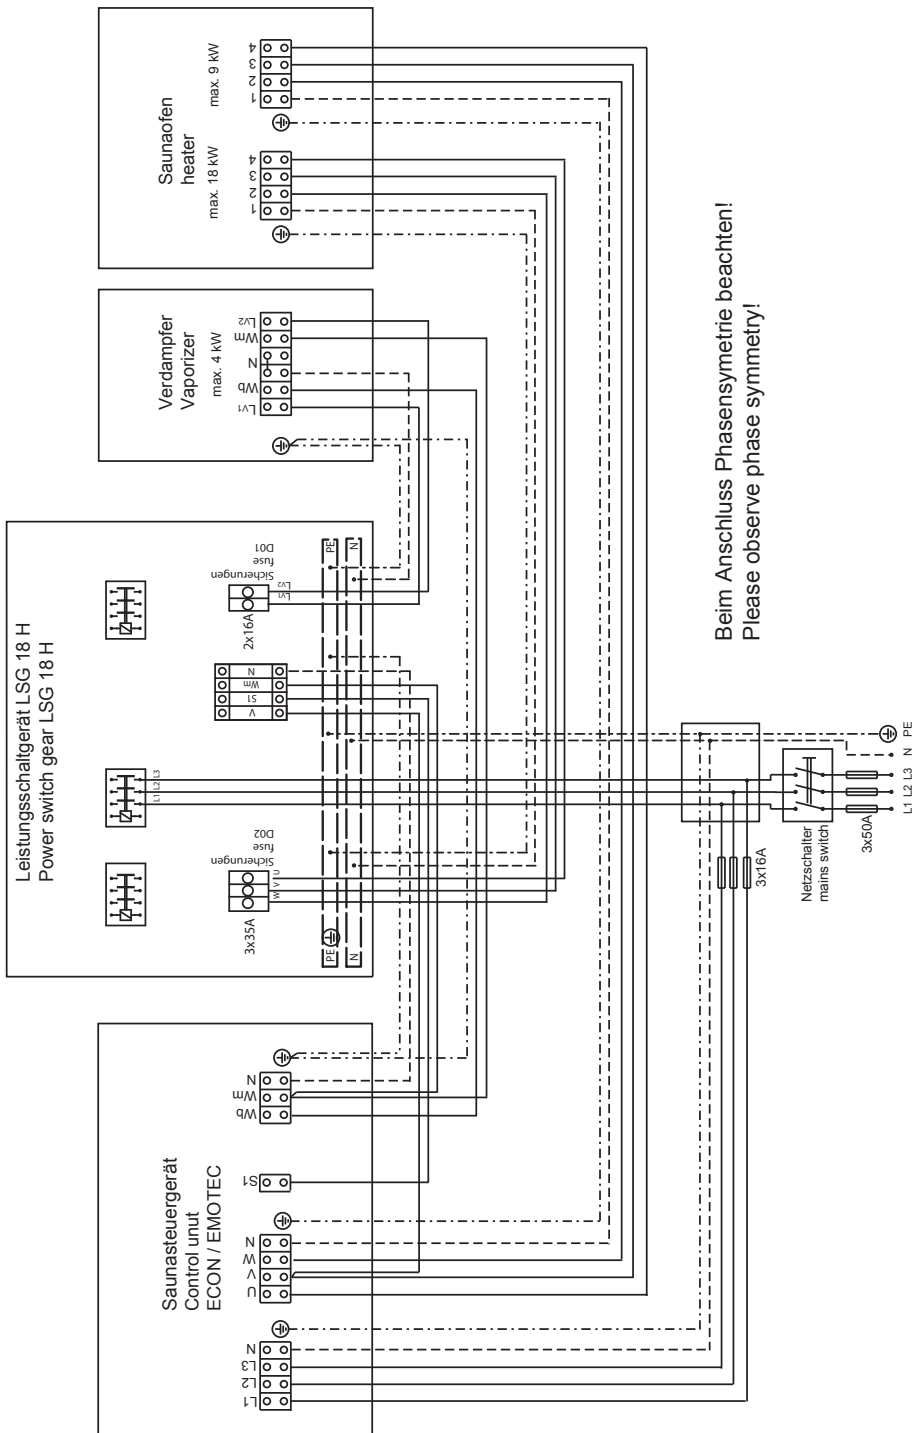 Saunaofen
heater
max. 18 kW
max. 9 kW
1
2
3
4
1
2
3
4
Verdampfer
Vaporizer
max. 4 kW
Lv1
Wb
N
Wm
Lv2
Leistungsschaltgerät LSG 18 H
Power switch gear LSG 18 H
L1 L2 L3
3x35A
Sicherungen
fuse
D02
W
V
U
V
S1
Wm
N
2x16A
Sicherungen
fuse
D01
Lv1
Lv2
PE
PE
N
N
Saunasteuergerät
Control unut
ECON / EMOTEC
L1
L2
L3
N
U
V
W
N
S1
Wb
Wm
N
3x16A
Netzschalter
mains switch
3x50A
L1 L2 L3 N PE
Beim Anschluss Phasensymetrie beachten!
Please observe phase symmetry!